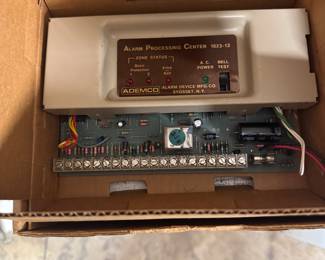 ALARM PROCESSING CENTER 1023-12
ZONE STATUS
A.C. POWER
BELL TEST
ADEMCO
ALARM DEVICE MFG. CO.
SYOSSET, N.Y.